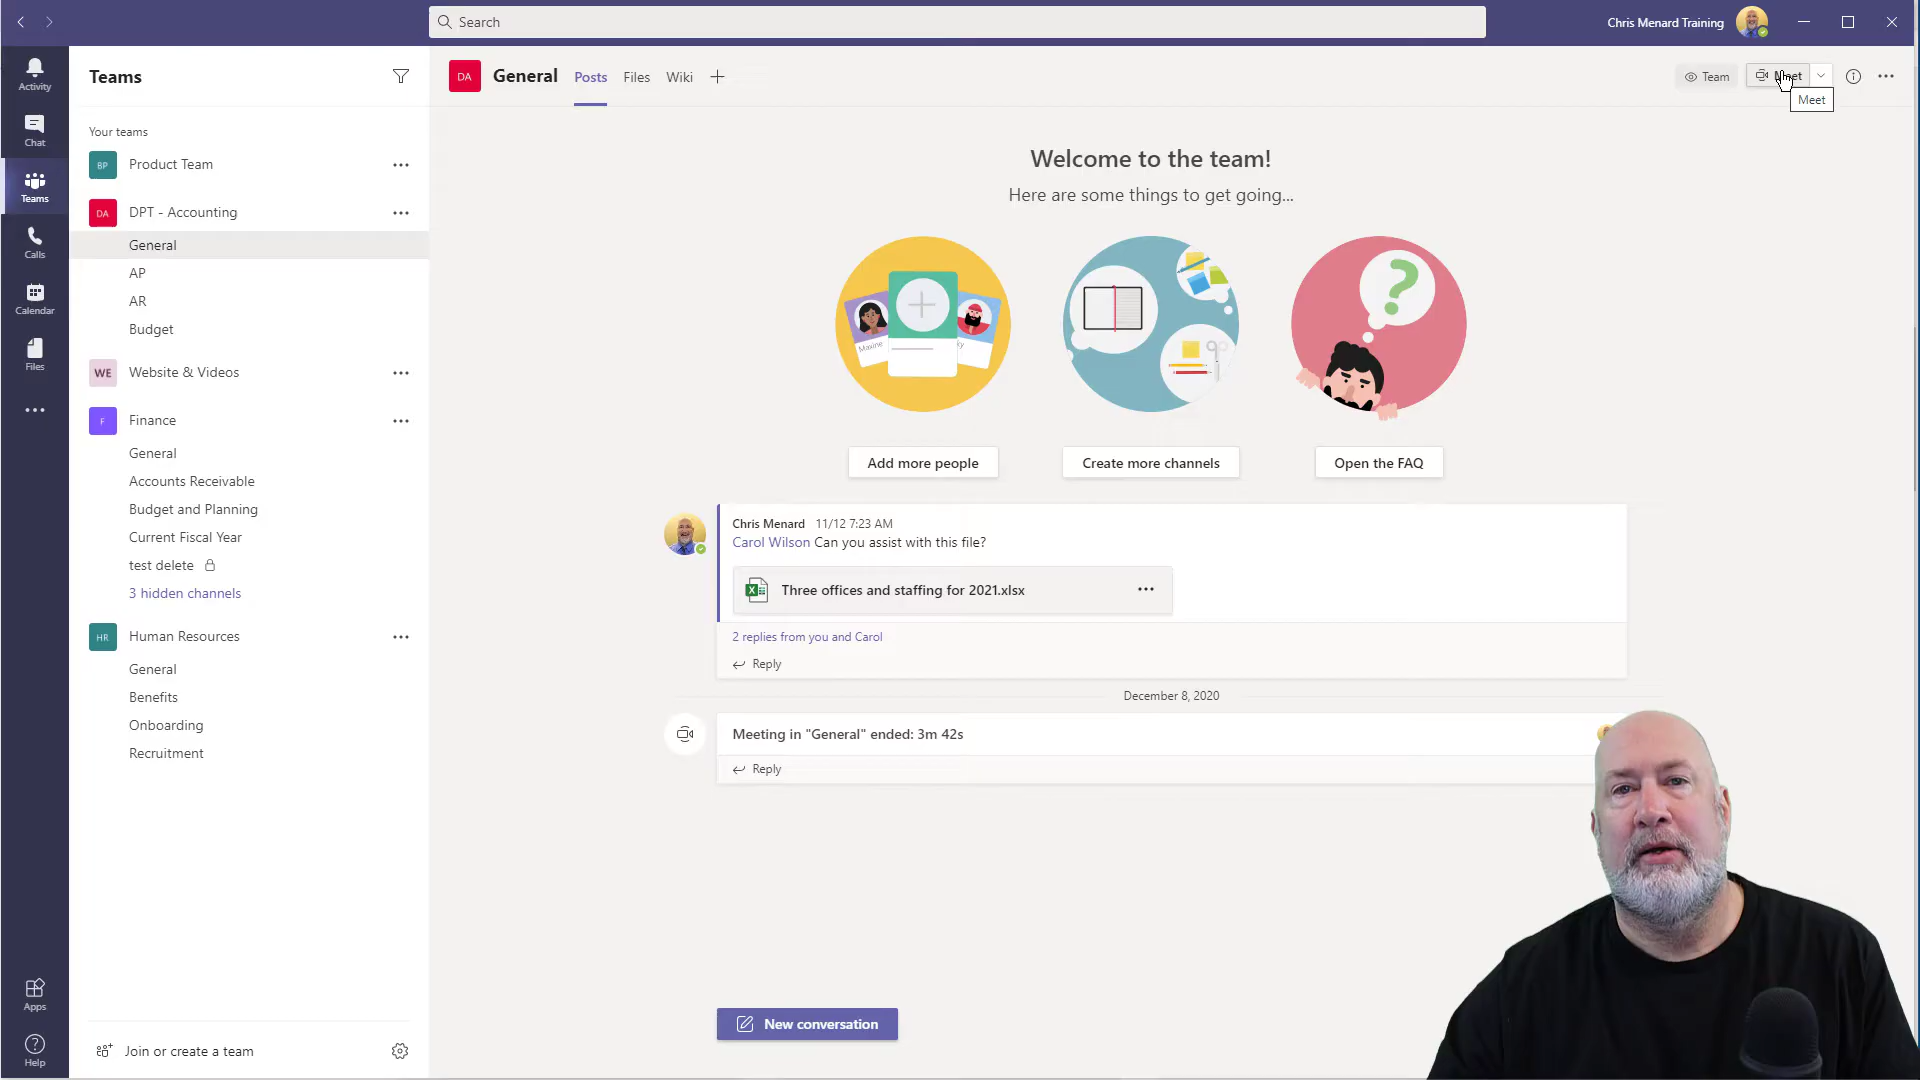 Search
Chris Menard Training
Activity
Chat
Teams
Calls
Calendar
Files
Apps
Help
Teams
Your teams
BP Product Team
DA DPT - Accounting
General
AP
AR
Budget
WE Website & Videos
F Finance
General
Accounts Receivable
Budget and Planning
Current Fiscal Year
test delete
3 hidden channels
HR Human Resources
General
Benefits
Onboarding
Recruitment
Join or create a team
DA General Posts Files Wiki
Team
Meet
Welcome to the team!
Here are some things to get going...
Maxine
Add more people
Create more channels
Open the FAQ
Chris Menard 11/12 7:23 AM
Carol Wilson Can you assist with this file?
Three offices and staffing for 2021.xlsx
2 replies from you and Carol
Reply
December 8, 2020
Meeting in "General" ended: 3m 42s
Reply
New conversation